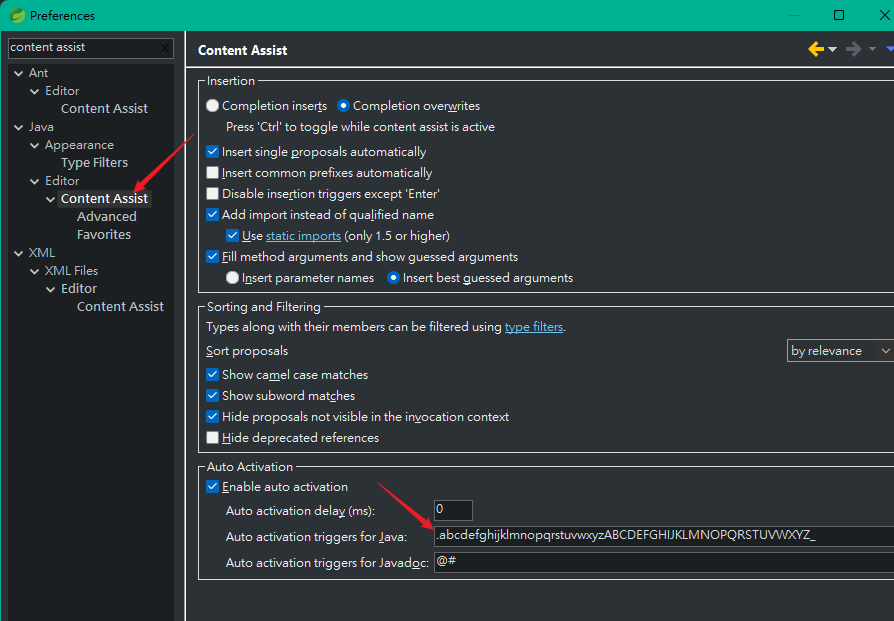 Preferences
content assist
Ant
Editor
Content Assist
Java
Appearance
Type Filters
Editor
Content Assist
Advanced
Favorites
XML
XML Files
Editor
Content Assist
Content Assist
Insertion
Completion inserts Completion overwrites
Press 'Ctrl' to toggle while content assist is active
Insert single proposals automatically
Insert common prefixes automatically
Disable insertion triggers except 'Enter'
Add import instead of qualified name
Use static imports (only 1.5 or higher)
Fill method arguments and show guessed arguments
Insert parameter names Insert best guessed arguments
Sorting and Filtering
Types along with their members can be filtered using type filters.
Sort proposals by relevance
Show camel case matches
Show subword matches
Hide proposals not visible in the invocation context
Hide deprecated references
Auto Activation
Enable auto activation
Auto activation delay (ms): 0
Auto activation triggers for Java: .abcdefghijklmnopqrstuvwxyzABCDEFGHIJKLMNOPQRSTUVWXYZ_
Auto activation triggers for Javadoc: @#